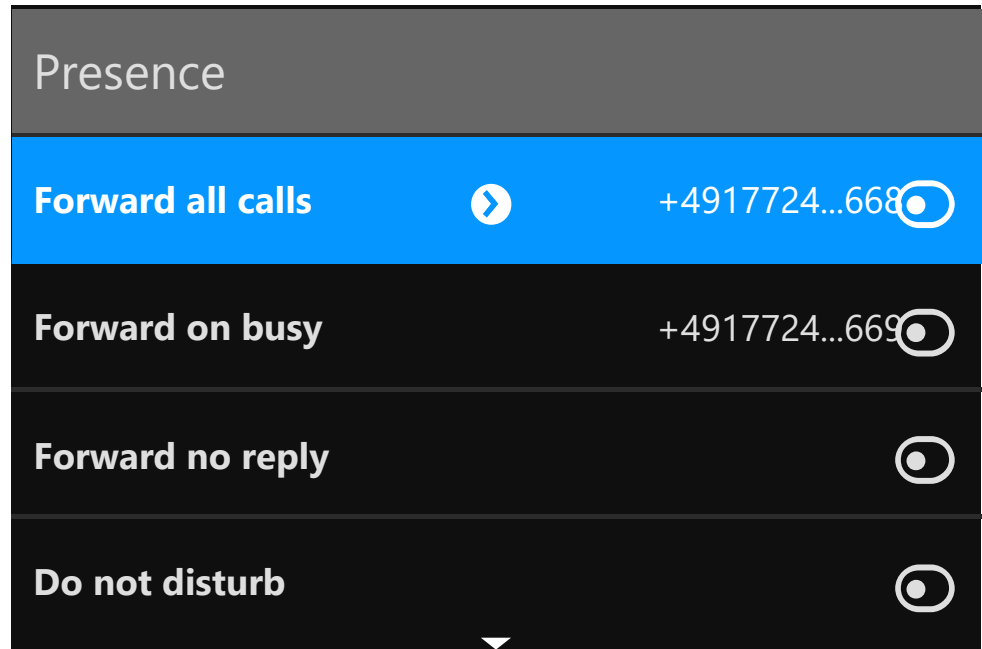 Presence
Forward all calls +4917724...668
Forward on busy +4917724...669
Forward no reply
Do not disturb